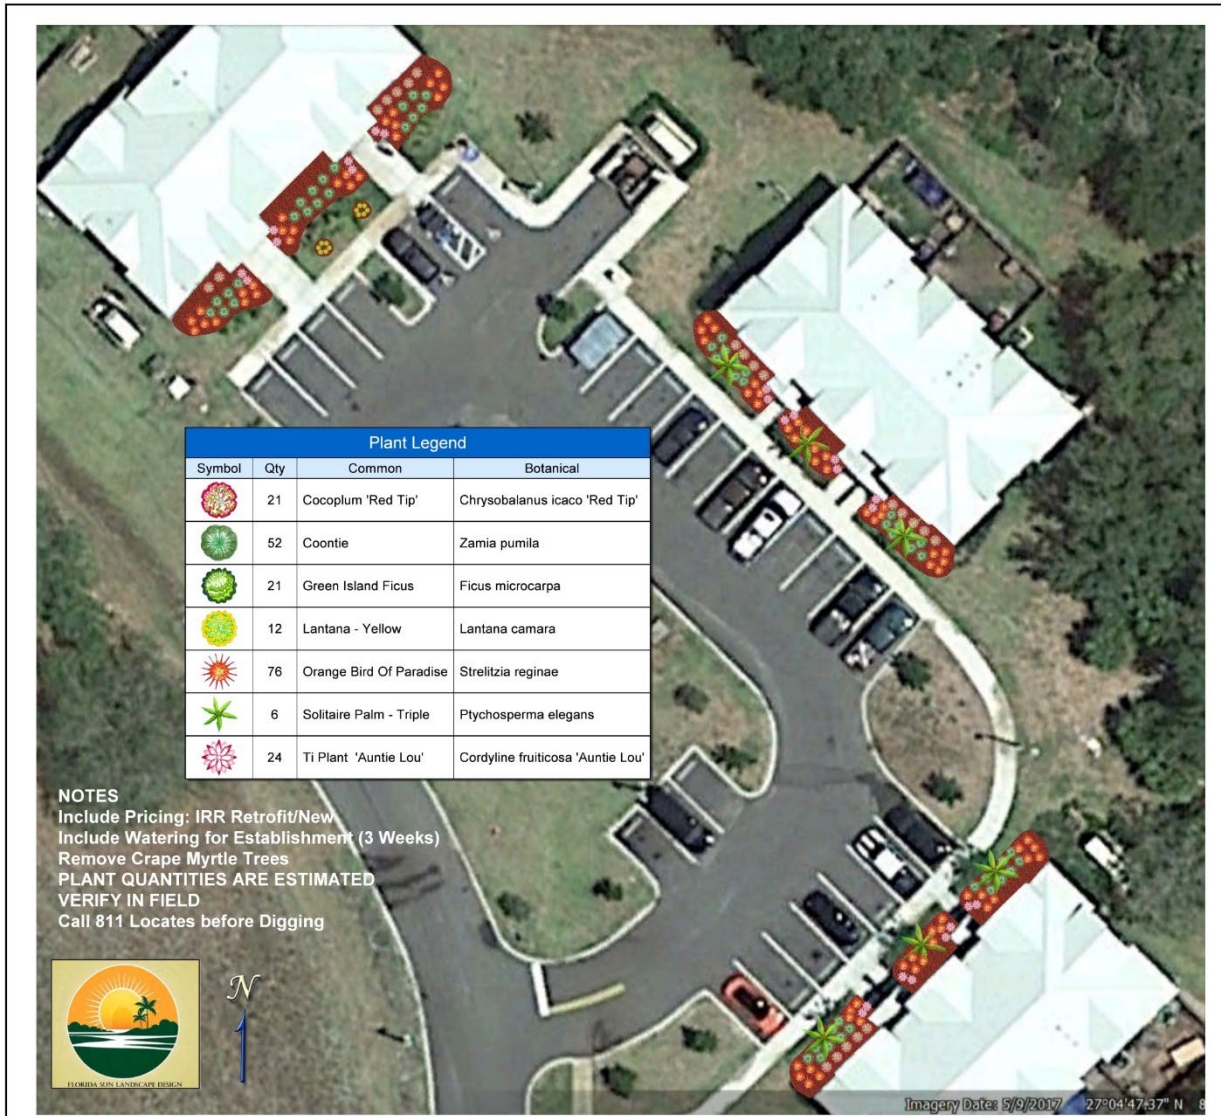 Plant Legend
Symbol Qty Common Botanical
21 Cocoplum 'Red Tip' Chrysobalanus icaco 'Red Tip'
52 Coontie Zamia pumila
21 Green Island Ficus Ficus microcarpa
12 Lantana - Yellow Lantana camara
76 Orange Bird Of Paradise Strelitzia reginae
6 Solitaire Palm - Triple Ptychosperma elegans
24 Ti Plant 'Auntie Lou' Cordyline fruiticosa 'Auntie Lou'
NOTES
Include Pricing: IRR Retrofit/New
Include Watering for Establishment (3 Weeks)
Remove Crape Myrtle Trees
PLANT QUANTITIES ARE ESTIMATED
VERIFY IN FIELD
Call 811 Locates before Digging
N
FLORIDA SUN LANDSCAPE DESIGN
Imagery Date: 5/9/2017 27°04'47.37" N 8